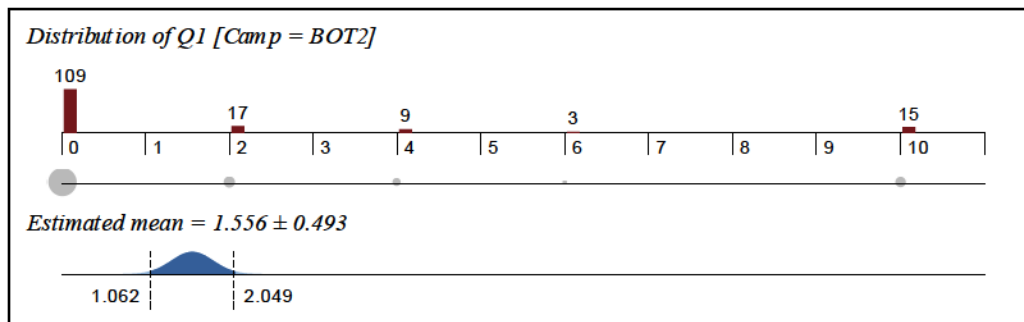 Distribution of Q1 [Camp = BOT2]
109 17 9 3 15
0 1 2 3 4 5 6 7 8 9 10
Estimated mean = 1.556 ± 0.493
1.062 2.049